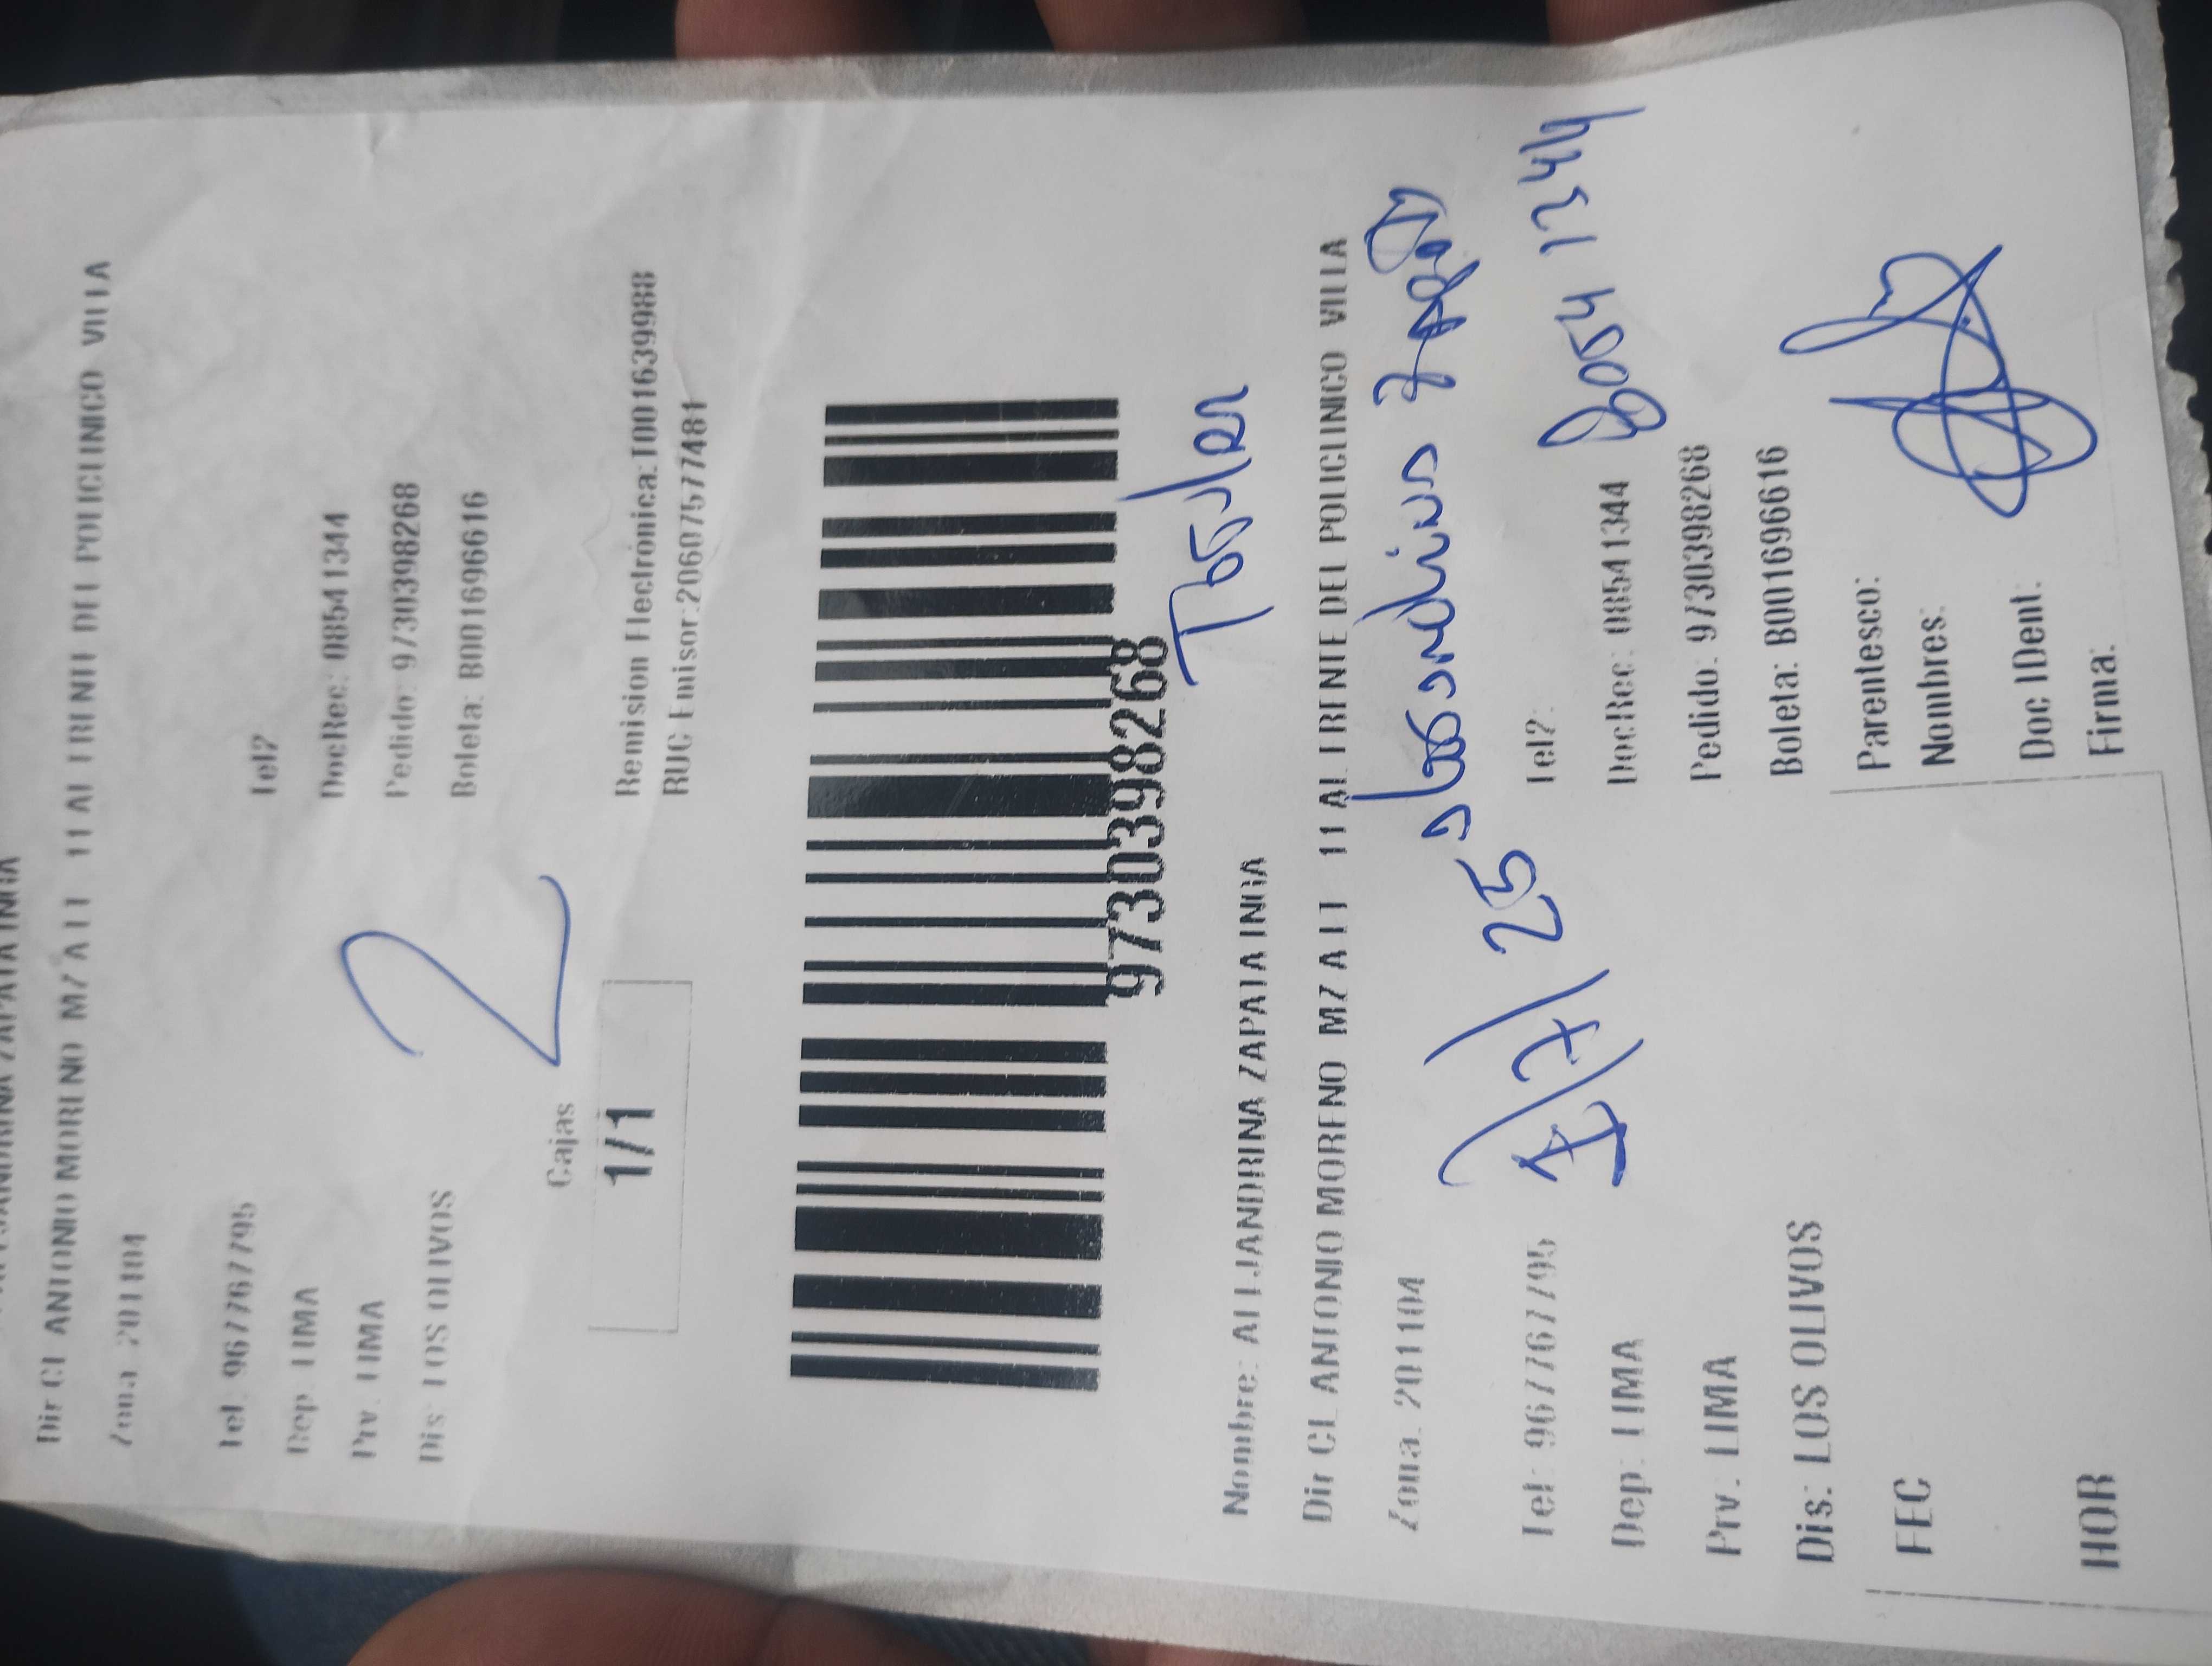 Dir CL ANTONIO MORENO MZ A LT 11 AL FRENTE DEL POLICLINICO VILLA
Zona 201104
Tel: 967767795 Tel2
Dep. LIMA DocRec: 08541344
Prv. LIMA Pedido: 9730398268
Dis: LOS OLIVOS Boleta: B001696616
2
Cajas
1/1
Remision Electrónica:T001639988
RUC Emisor:20607577481
9730398268
Nombre: ALEJANDRINA ZAPATA INGA
Dir CL ANTONIO MORENO MZ A LT 11 AL FRENTE DEL POLICLINICO VILLA
Zona 201104
Tel: 967767795 Tel2:
Dep: LIMA DocRec: 08541344
Prv. LIMA Pedido: 9730398268
Dis: LOS OLIVOS Boleta: B001696616
FEC Parentesco:
Nombres:
HOR Doc IDent:
Firma: